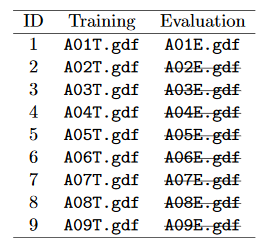 ID Training Evaluation
1 A01T.gdf A01E.gdf
2 A02T.gdf A02E.gdf
3 A03T.gdf A03E.gdf
4 A04T.gdf A04E.gdf
5 A05T.gdf A05E.gdf
6 A06T.gdf A06E.gdf
7 A07T.gdf A07E.gdf
8 A08T.gdf A08E.gdf
9 A09T.gdf A09E.gdf